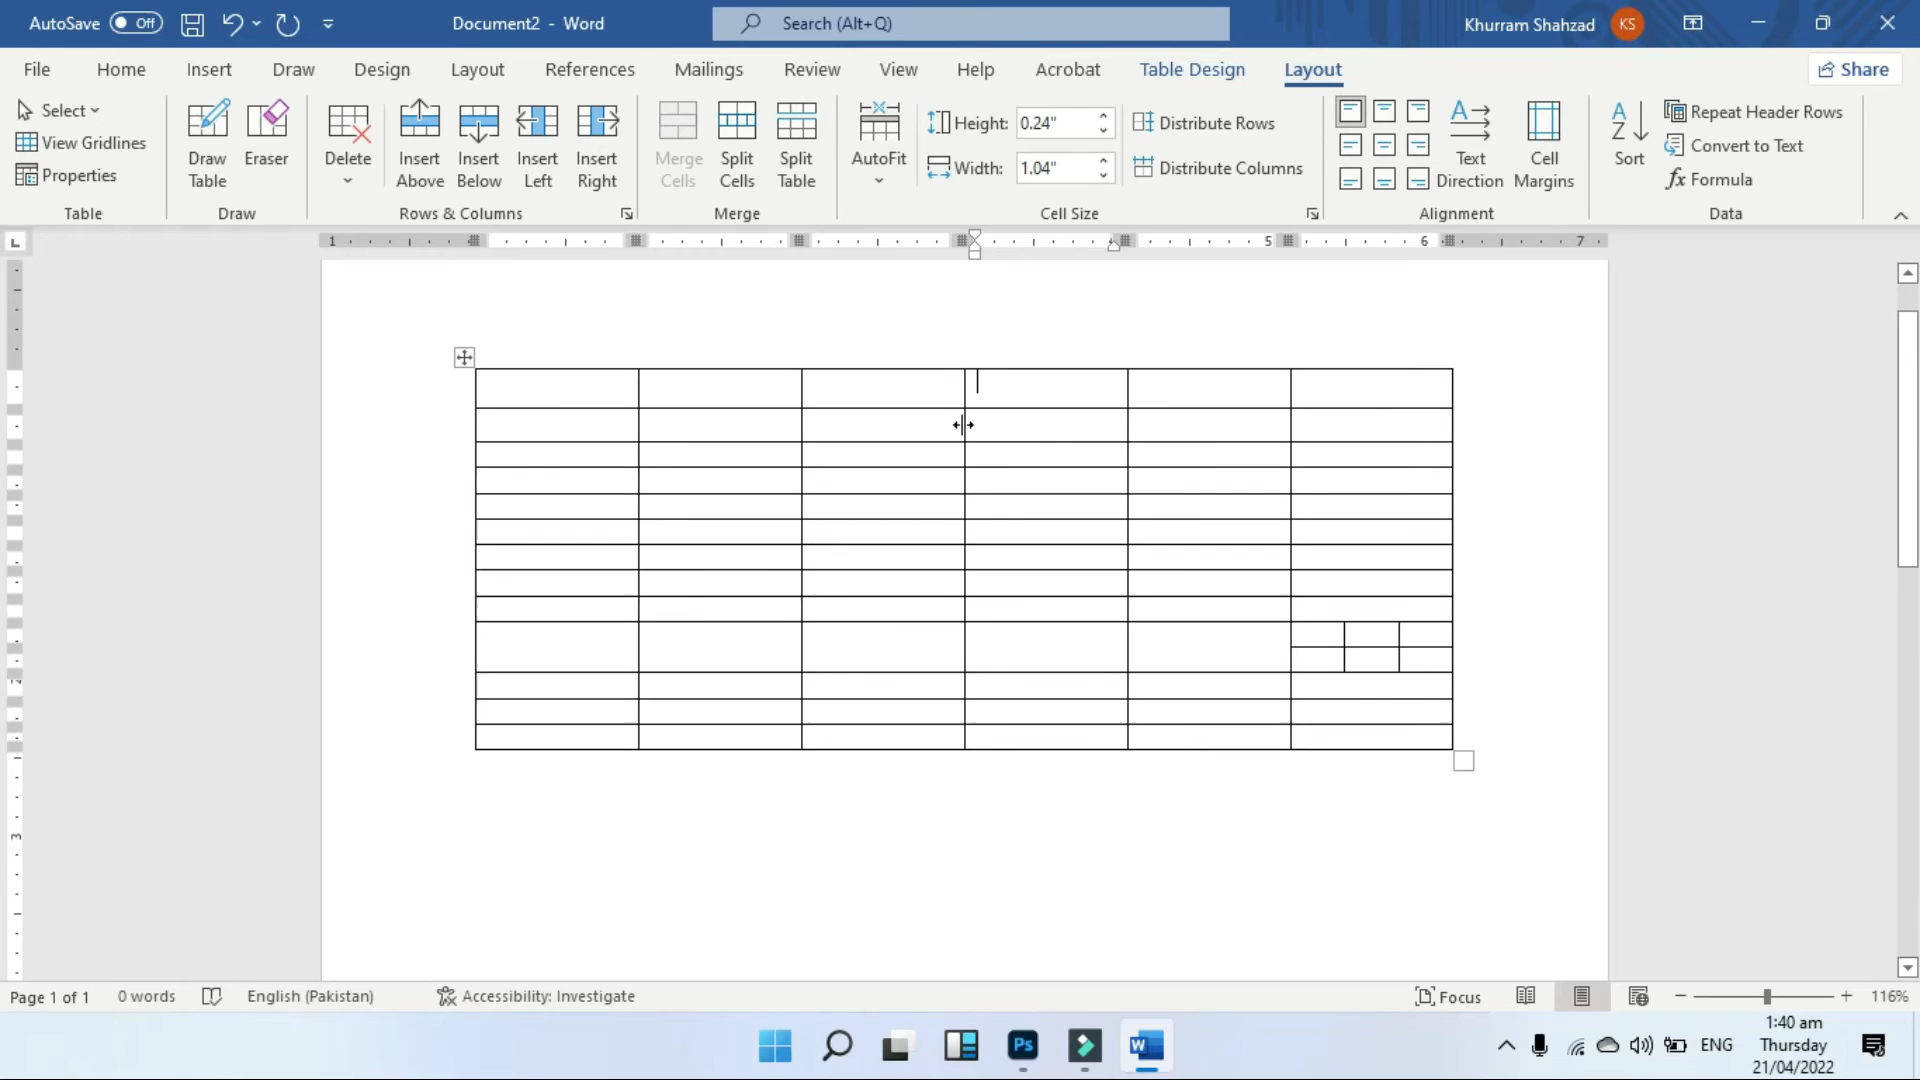 AutoSave Off Document2 - Word Search (Alt+Q) Khurram Shahzad KS
File Home Insert Draw Design Layout References Mailings Review View Help Acrobat Table Design Layout Share
Select
View Gridlines
Properties
Table
Draw Table
Eraser
Draw
Delete
Insert Above
Insert Below
Insert Left
Insert Right
Rows & Columns
Merge Cells
Split Cells
Split Table
Merge
AutoFit
Height: 0.24"
Width: 1.04"
Distribute Rows
Distribute Columns
Cell Size
Text Direction
Cell Margins
Alignment
A Z
Sort
Repeat Header Rows
Convert to Text
fx Formula
Data
L
1 5 6 7
3
Page 1 of 1 0 words English (Pakistan) Accessibility: Investigate Focus 116%
Ps W ENG
1:40 am
Thursday
21/04/2022